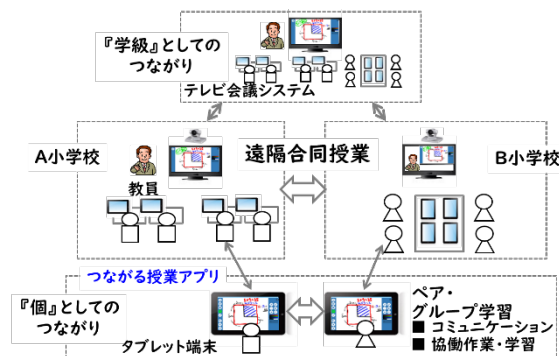 『学級』としての
つながり
テレビ会議システム
A小学校
遠隔合同授業
B小学校
教員
つながる授業アプリ
『個』としての
つながり
タブレット端末
ペア・
グループ学習
■ コミュニケーション
■ 協働作業・学習